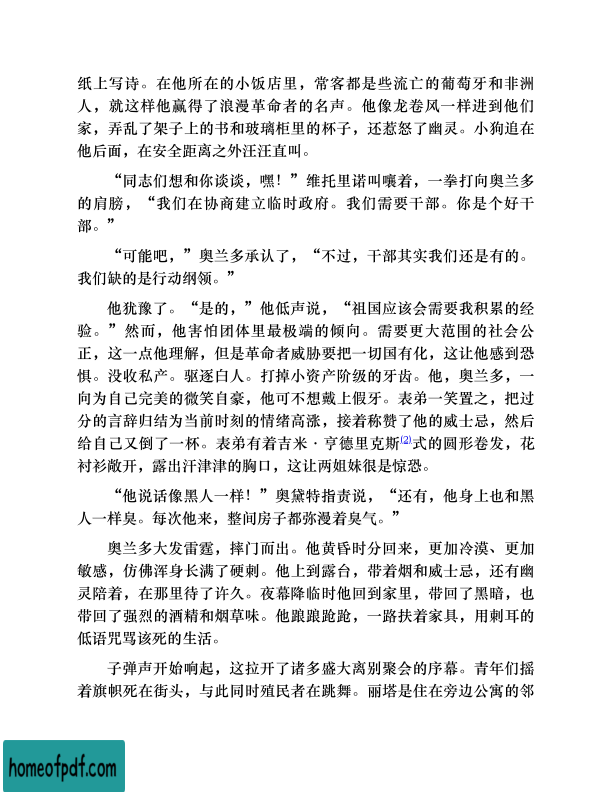 纸上写诗。在他所在的小饭店里，常客都是些流亡的葡萄牙和非洲
人，就这样他赢得了浪漫革命者的名声。他像龙卷风一样进到他们
家，弄乱了架子上的书和玻璃柜里的杯子，还惹怒了幽灵。小狗追在
他后面，在安全距离之外汪汪直叫。
“同志们想和你谈谈，嘿！”维托里诺叫嚷着，一拳打向奥兰多
的肩膀，“我们在协商建立临时政府。我们需要干部。你是个好干
部。”
“可能吧，”奥兰多承认了，“不过，干部其实我们还是有的。
我们缺的是行动纲领。”
他犹豫了。“是的，”他低声说，“祖国应该会需要我积累的经
验。”然而，他害怕团体里最极端的倾向。需要更大范围的社会公
正，这一点他理解，但是革命者威胁要把一切国有化，这让他感到恐
惧。没收私产。驱逐白人。打掉小资产阶级的牙齿。他，奥兰多，一
向为自己完美的微笑自豪，他可不想戴上假牙。表弟一笑置之，把过
分的言辞归结为当前时刻的情绪高涨，接着称赞了他的威士忌，然后
给自己又倒了一杯。表弟有着吉米·亨德里克斯(2)式的圆形卷发，花
衬衫敞开，露出汗津津的胸口，这让两姐妹很是惊恐。
“他说话像黑人一样！”奥黛特指责说，“还有，他身上也和黑
人一样臭。每次他来，整间房子都弥漫着臭气。”
奥兰多大发雷霆，摔门而出。他黄昏时分回来，更加冷漠、更加
敏感，仿佛浑身长满了硬刺。他上到露台，带着烟和威士忌，还有幽
灵陪着，在那里待了许久。夜幕降临时他回到家里，带回了黑暗，也
带回了强烈的酒精和烟草味。他踉踉跄跄，一路扶着家具，用刺耳的
低语咒骂该死的生活。
子弹声开始响起，这拉开了诸多盛大离别聚会的序幕。青年们摇
着旗帜死在街头，与此同时殖民者在跳舞。丽塔是住在旁边公寓的邻
homeofpdf.com